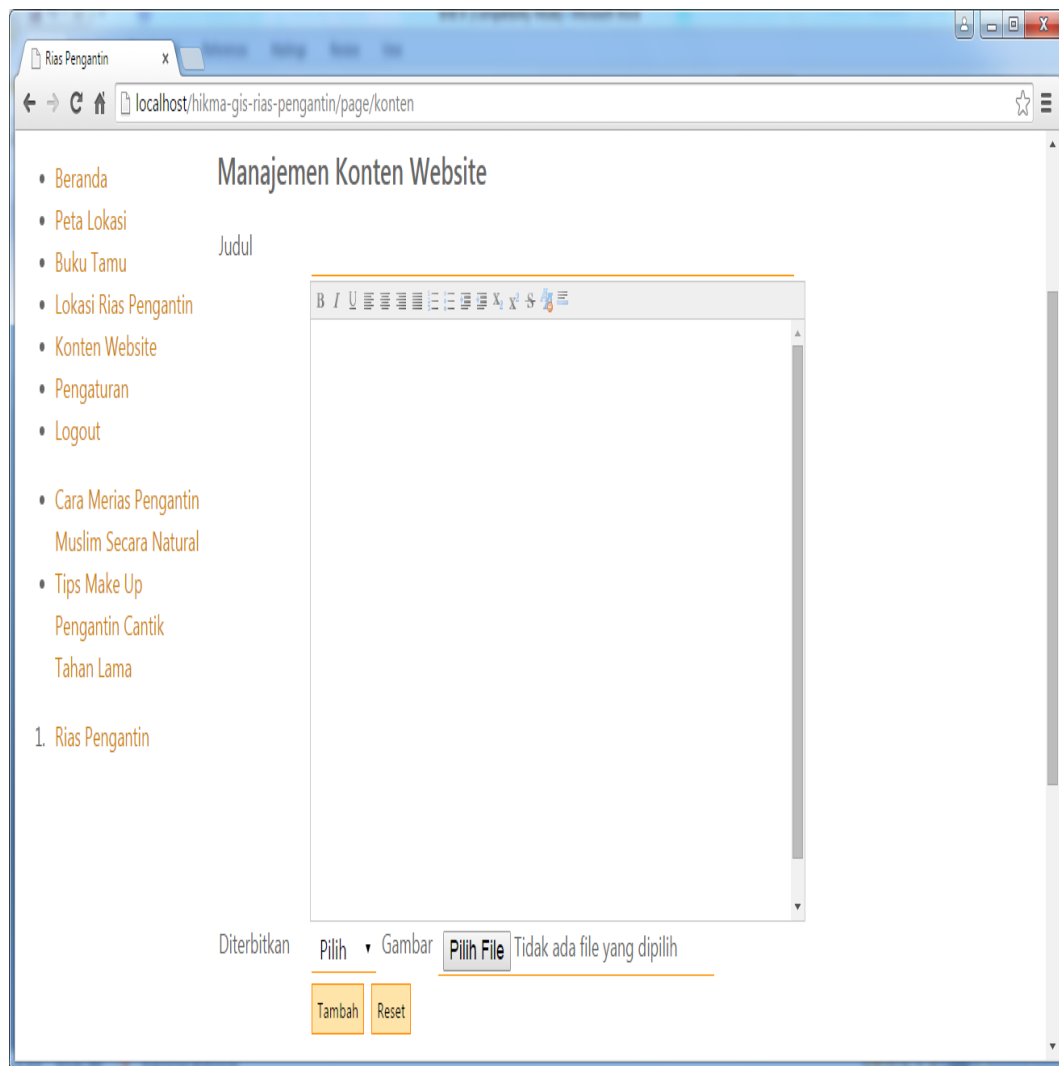 Rias Pengantin x
localhost/hikma-gis-rias-pengantin/page/konten
Beranda
Peta Lokasi
Buku Tamu
Lokasi Rias Pengantin
Konten Website
Pengaturan
Logout
Cara Merias Pengantin
Muslim Secara Natural
Tips Make Up
Pengantin Cantik
Tahan Lama
1. Rias Pengantin
Manajemen Konten Website
Judul
B I U
Diterbitkan Pilih Gambar Pilih File Tidak ada file yang dipilih
Tambah Reset